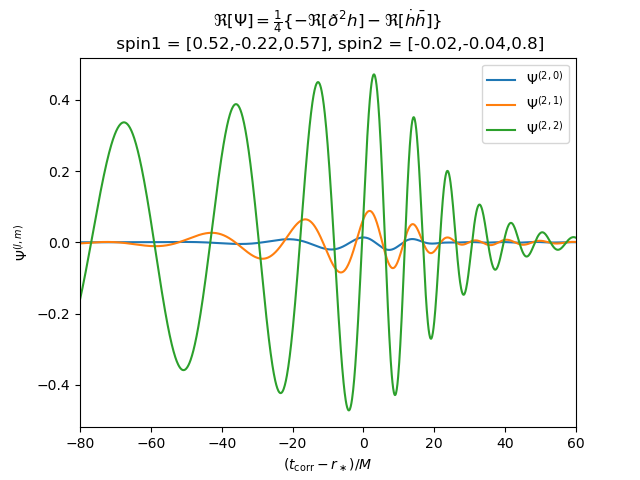 ℜ[Ψ] = 1/4 {−ℜ[ð²h] − ℜ[ḣh̄]}
spin1 = [0.52,-0.22,0.57], spin2 = [-0.02,-0.04,0.8]
Ψ^(2,0)
Ψ^(2,1)
Ψ^(2,2)
Ψ^(l,m)
0.4
0.2
0.0
−0.2
−0.4
−80 −60 −40 −20 0 20 40 60
(t_corr − r_∗)/M